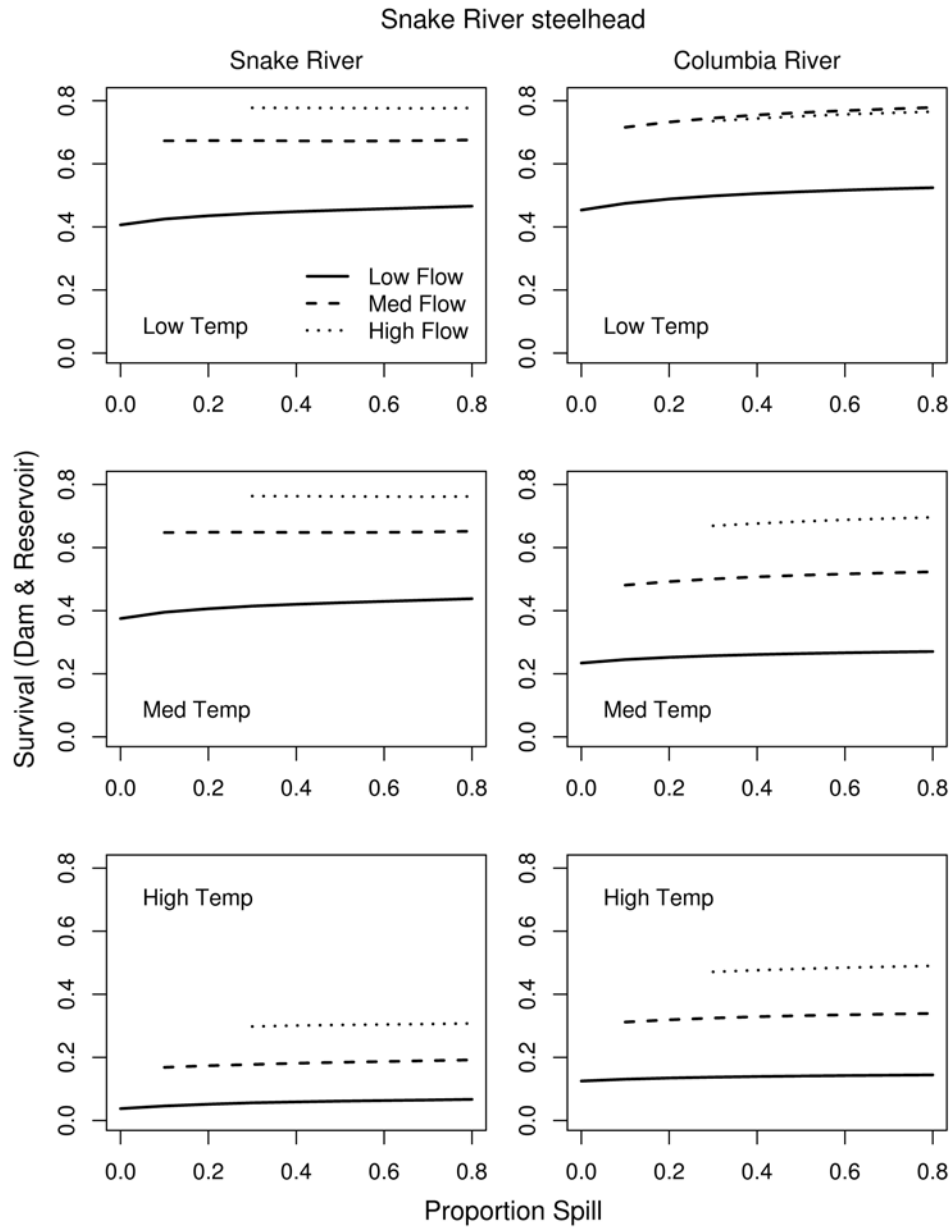 Snake River steelhead
Snake River
Columbia River
0.0 0.2 0.4 0.6 0.8
Low Flow
Med Flow
High Flow
Low Temp
0.0 0.2 0.4 0.6 0.8
0.0 0.2 0.4 0.6 0.8
Low Temp
0.0 0.2 0.4 0.6 0.8
Survival (Dam & Reservoir)
0.0 0.2 0.4 0.6 0.8
Med Temp
0.0 0.2 0.4 0.6 0.8
0.0 0.2 0.4 0.6 0.8
Med Temp
0.0 0.2 0.4 0.6 0.8
0.0 0.2 0.4 0.6 0.8
High Temp
0.0 0.2 0.4 0.6 0.8
0.0 0.2 0.4 0.6 0.8
High Temp
0.0 0.2 0.4 0.6 0.8
Proportion Spill